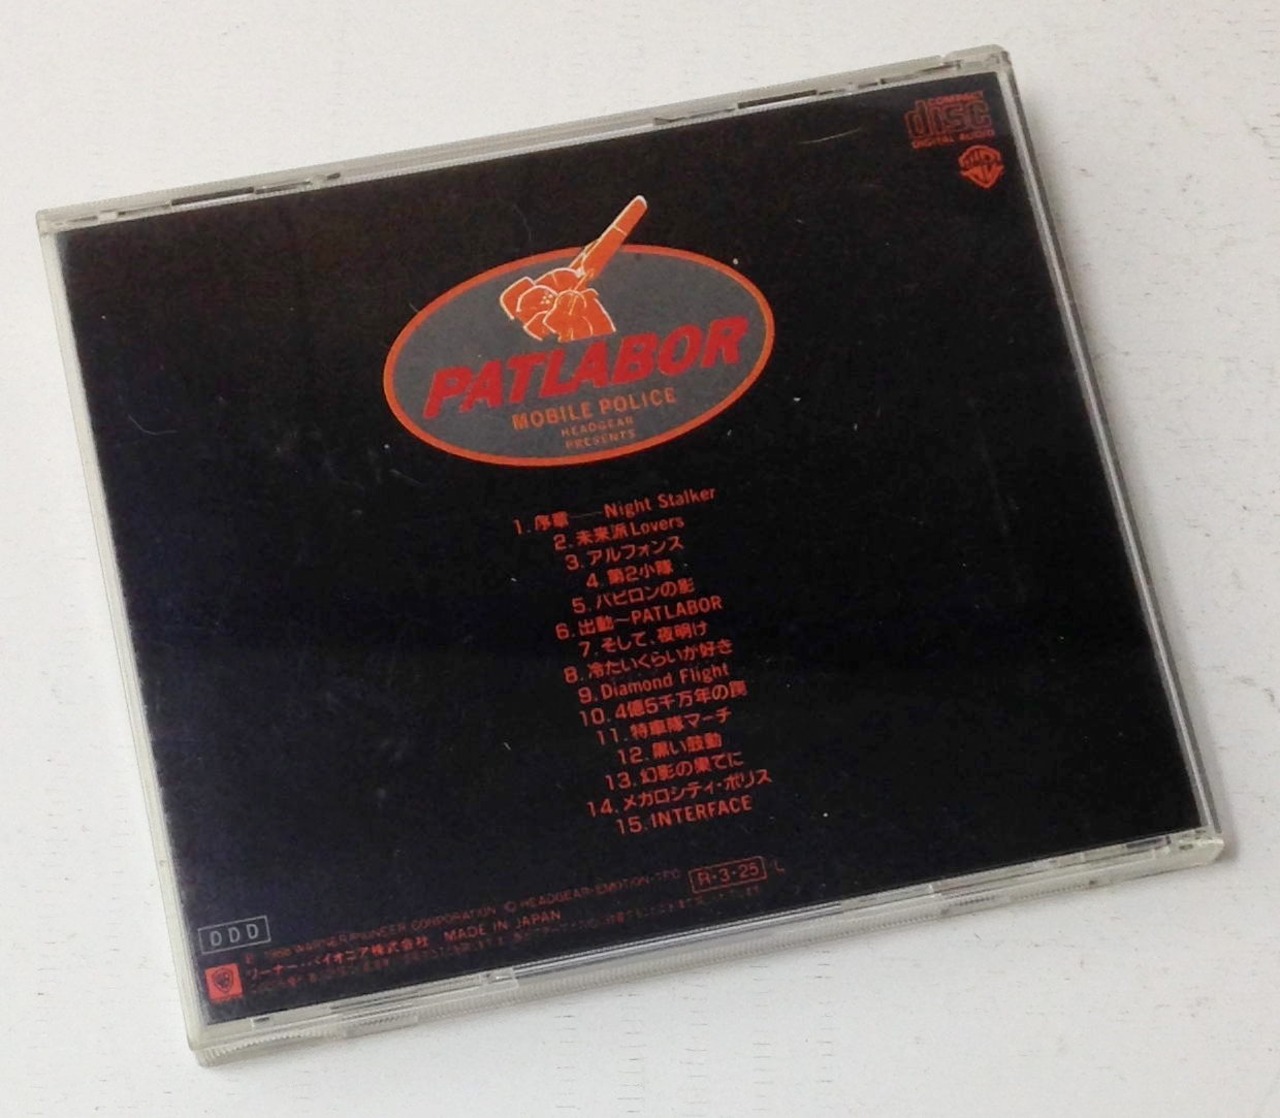 COMPACT
disc
DIGITAL AUDIO
PATLABOR
MOBILE POLICE
HEADGEAR
PRESENTS
1.序章——Night Stalker
2.未来派Lovers
3.アルフォンス
4.第2小隊
5.バビロンの影
6.出動〜PATLABOR
7.そして、夜明け
8.冷たいくらいが好き
9.Diamond Flight
10.4億5千万年の罠
11.特車隊マーチ
12.黒い鼓動
13.幻影の果てに
14.メガロシティ・ポリス
15.INTERFACE
R・3・25
DDD
WARNER-PIONEER CORPORATION © HEADGEAR・EMOTION・TFC
ワーナー・パイオニア株式会社 MADE IN JAPAN